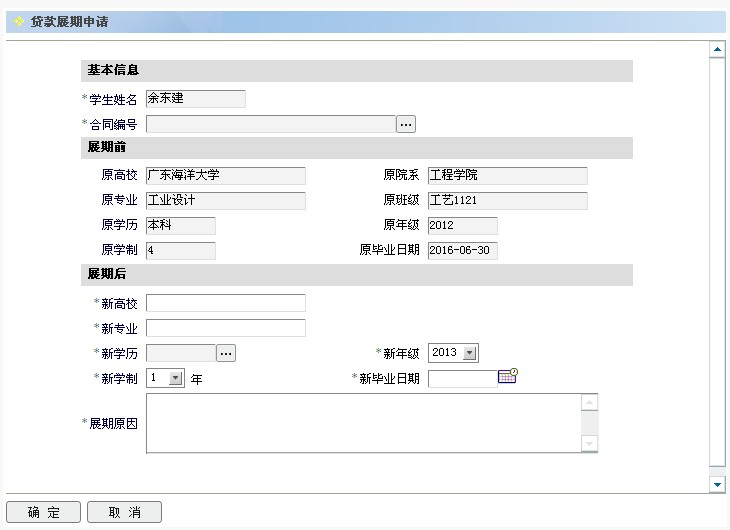 贷款展期申请
基本信息
*学生姓名 余东建
*合同编号 ...
展期前
原高校 广东海洋大学 原院系 工程学院
原专业 工业设计 原班级 工艺1121
原学历 本科 原年级 2012
原学制 4 原毕业日期 2016-06-30
展期后
*新高校
*新专业
*新学历 ... *新年级 2013
*新学制 1 年 *新毕业日期
*展期原因
确 定 取 消